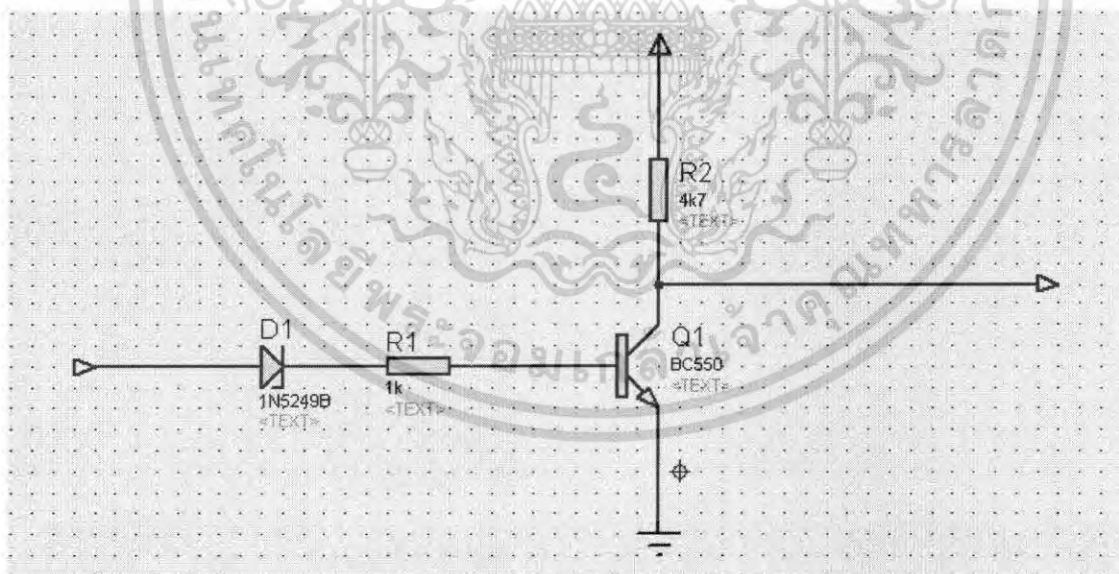 R2
4k7
<TEXT>
D1
1N5249B
<TEXT>
R1
1k
<TEXT>
Q1
BC550
<TEXT>